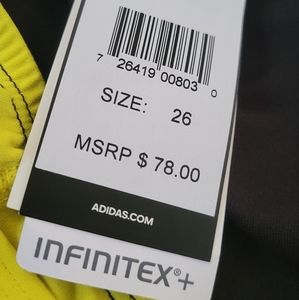 7 26419 00803 0
SIZE: 26
MSRP $ 78.00
ADIDAS.COM
INFINITEX®+